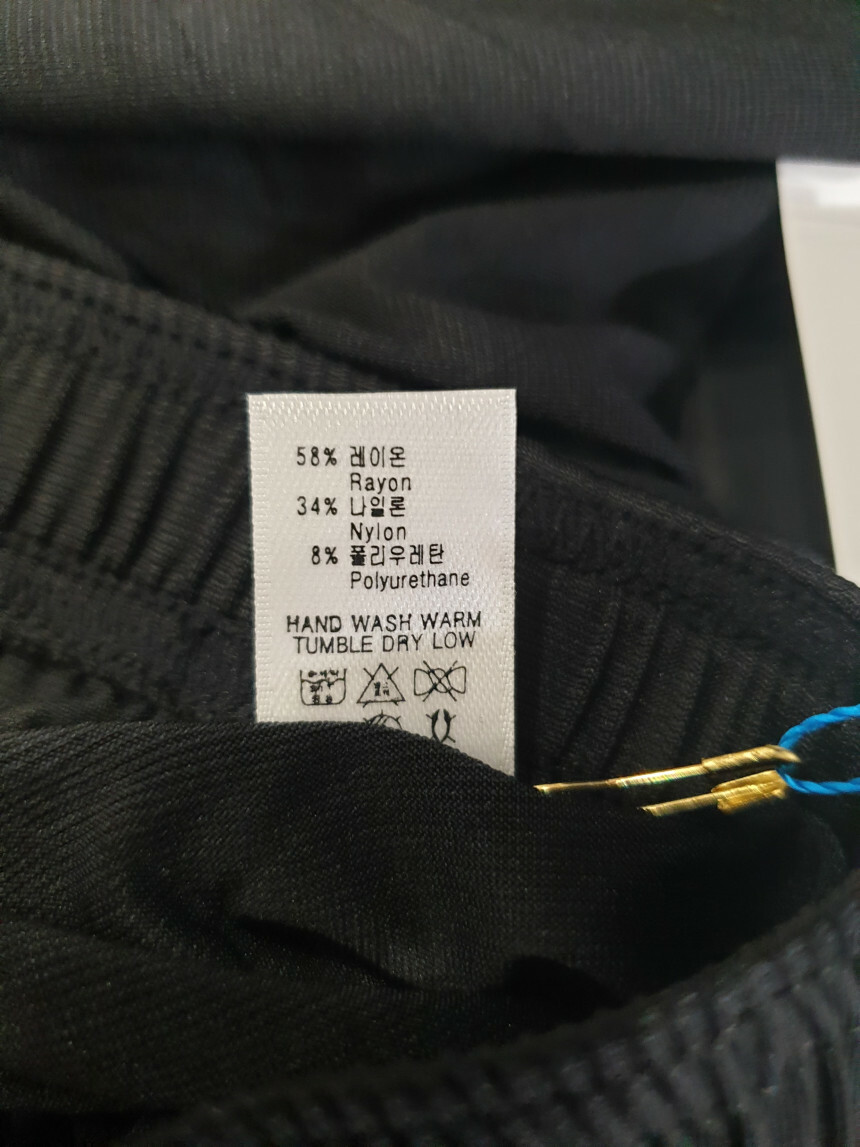 58% 레이온
Rayon
34% 나일론
Nylon
8% 폴리우레탄
Polyurethane
HAND WASH WARM
TUMBLE DRY LOW